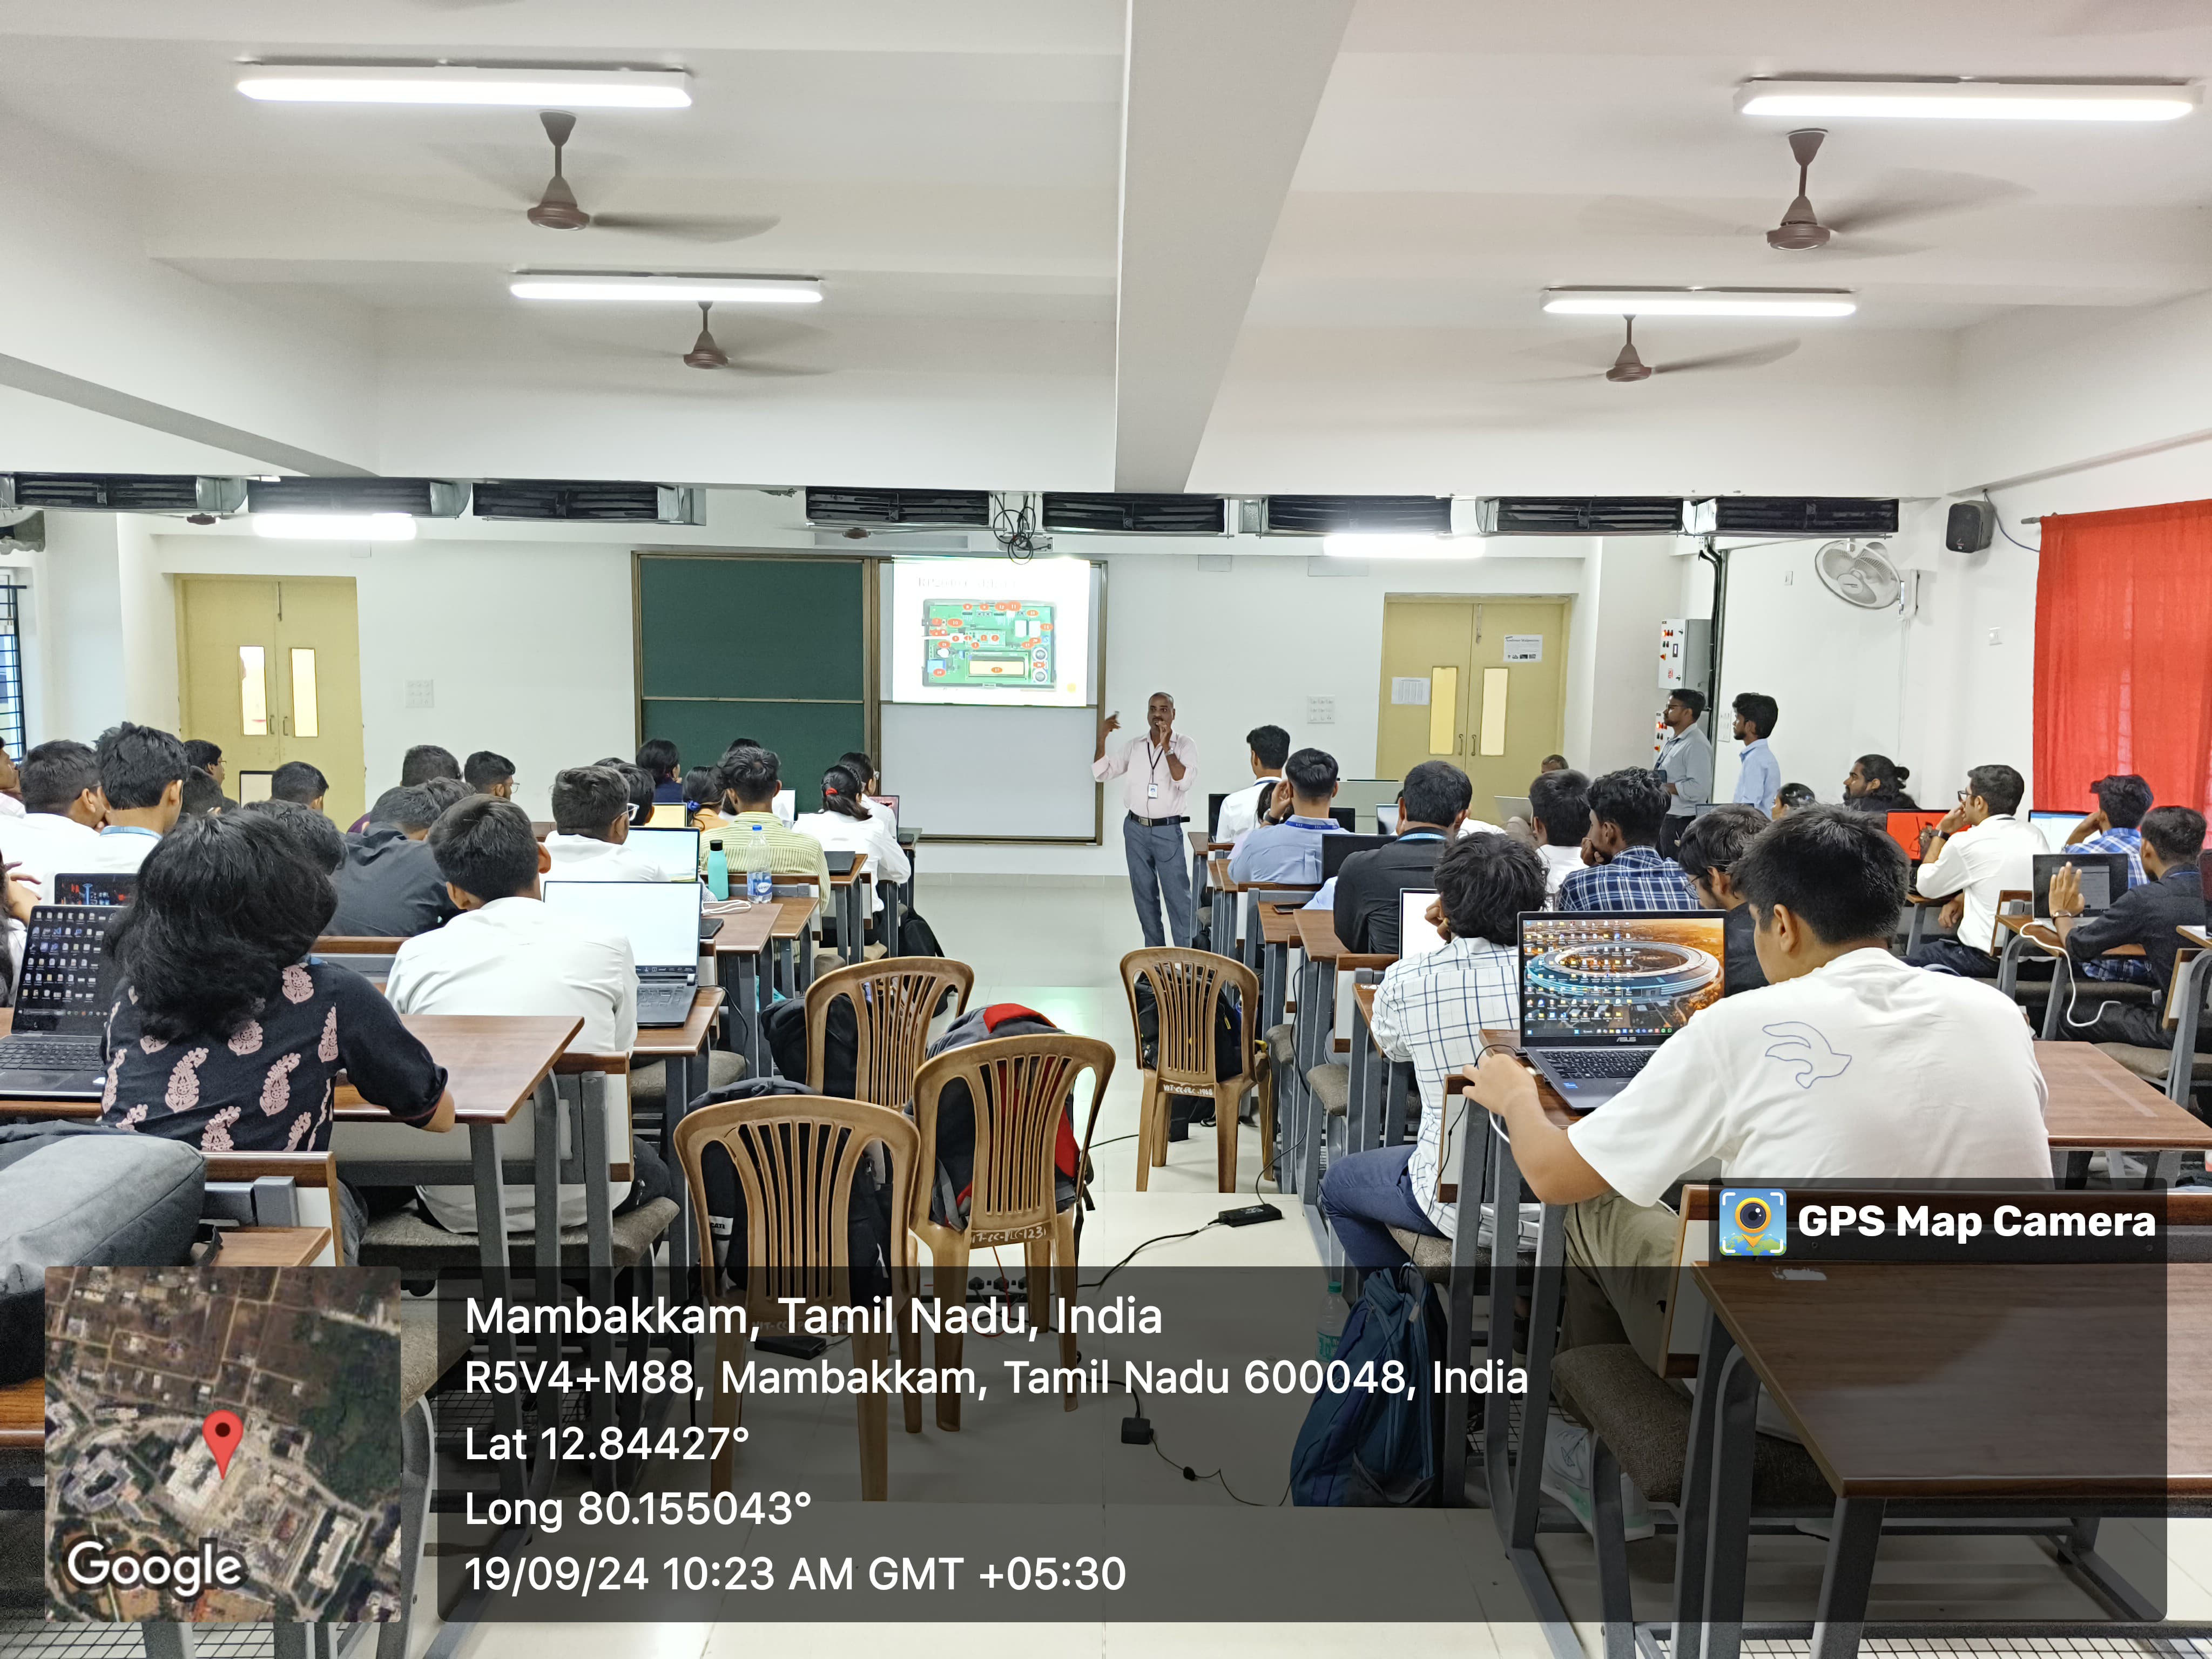 ASUS
GPS Map Camera
Mambakkam, Tamil Nadu, India
R5V4+M88, Mambakkam, Tamil Nadu 600048, India
Lat 12.84427°
Long 80.155043°
19/09/24 10:23 AM GMT +05:30
Google